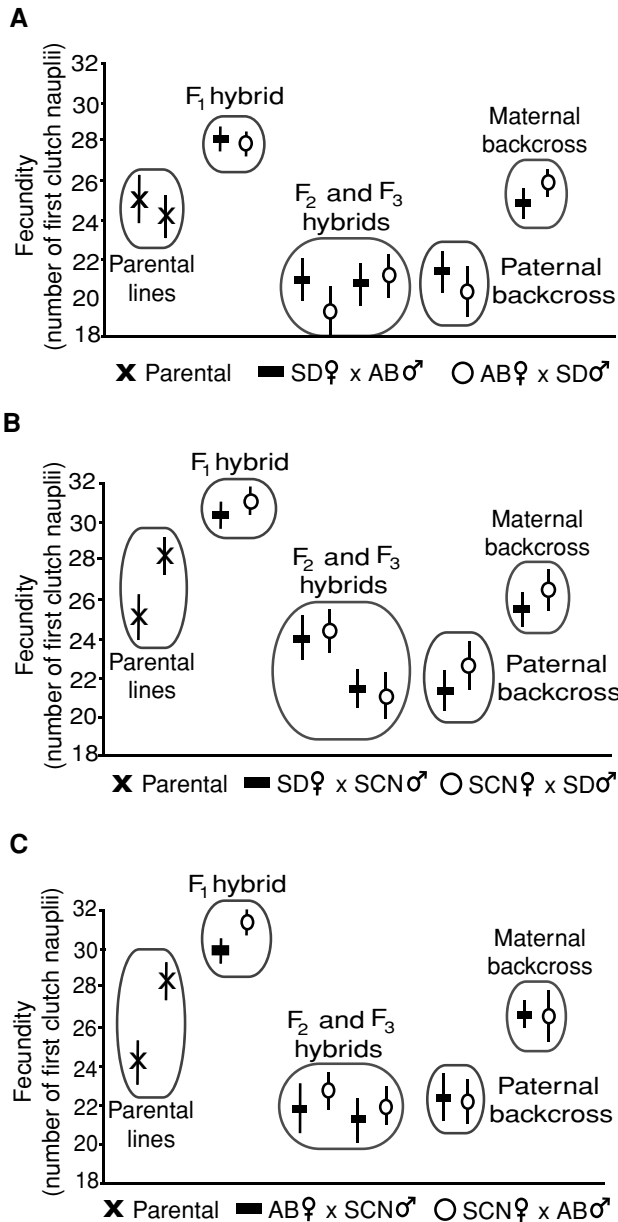 A
Fecundity
(number of first clutch nauplii)
32
30
28
26
24
22
20
18
F1 hybrid
Parental
lines
F2 and F3
hybrids
Maternal
backcross
Paternal
backcross
X Parental SD♀ x AB♂ AB♀ x SD♂
B
Fecundity
(number of first clutch nauplii)
32
30
28
26
24
22
20
18
F1 hybrid
Parental
lines
F2 and F3
hybrids
Maternal
backcross
Paternal
backcross
X Parental SD♀ x SCN♂ SCN♀ x SD♂
C
Fecundity
(number of first clutch nauplii)
32
30
28
26
24
22
20
18
F1 hybrid
Parental
lines
F2 and F3
hybrids
Maternal
backcross
Paternal
backcross
X Parental AB♀ x SCN♂ SCN♀ x AB♂